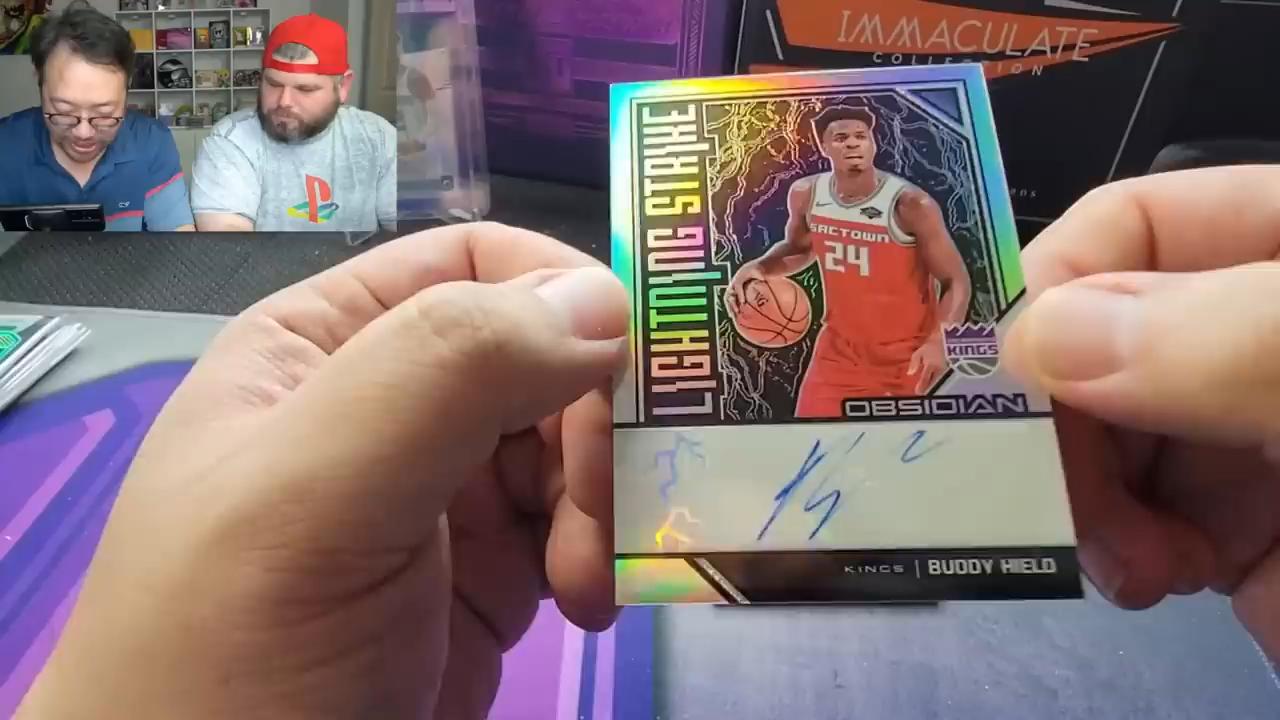 IMMACULATE
COLLECTION
LIGHTNING STRIKE
SACTOWN
24
KINGS
OBSIDIAN
KINGS | BUDDY HIELD